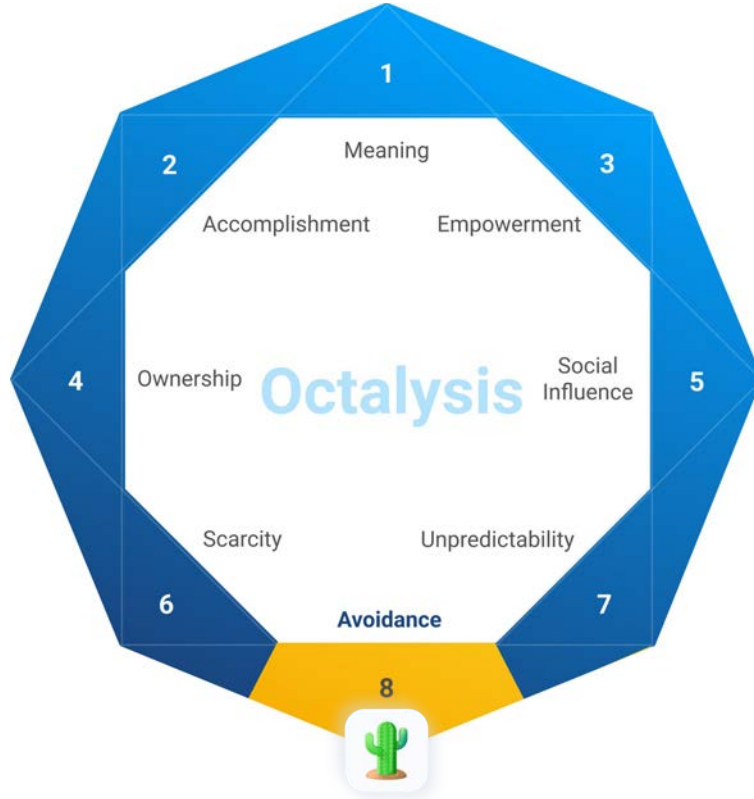 1
Meaning
2
3
Accomplishment
Empowerment
4
Ownership
Octalysis
Social
Influence
5
Scarcity
Unpredictability
6
7
Avoidance
8